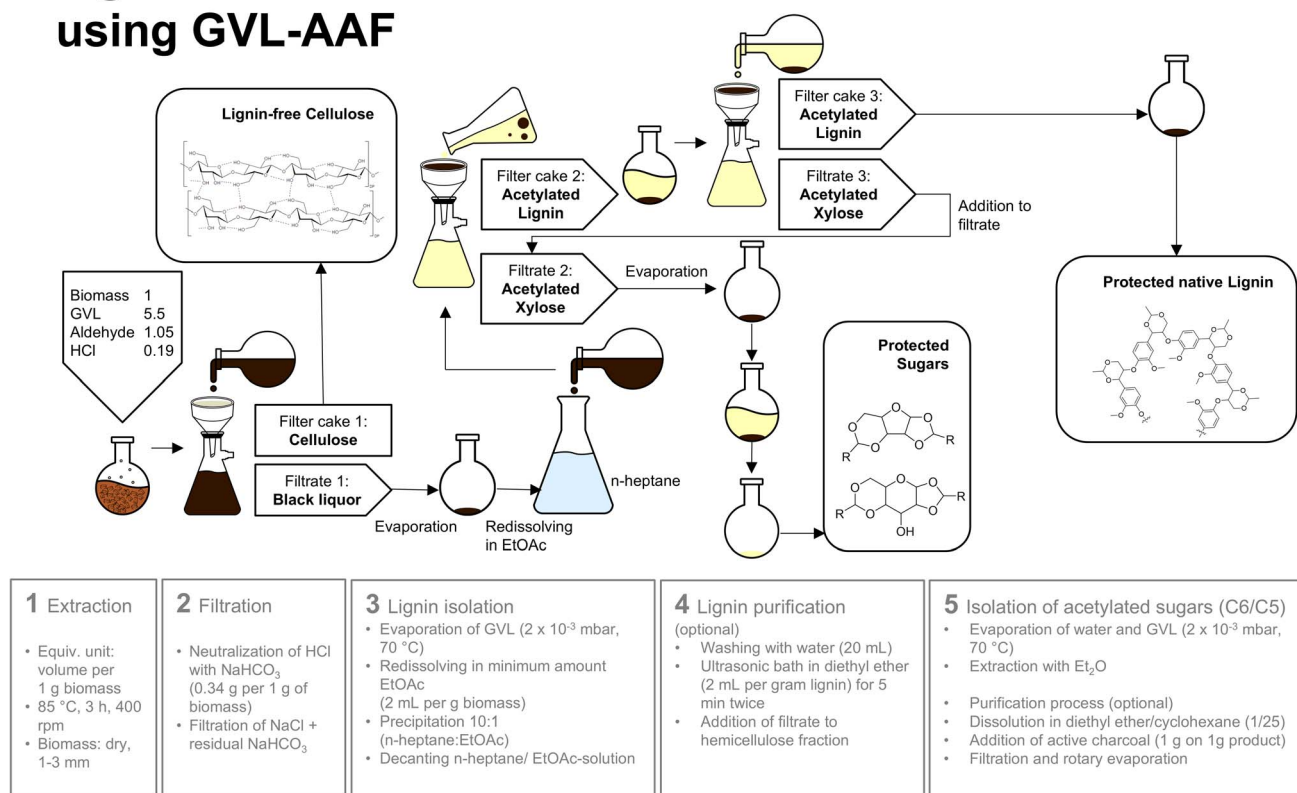 using GVL-AAF
Lignin-free Cellulose
Biomass 1
GVL 5.5
Aldehyde 1.05
HCl 0.19
Filter cake 1:
Cellulose
Filtrate 1:
Black liquor
Evaporation
Redissolving
in EtOAc
n-heptane
Filter cake 2:
Acetylated
Lignin
Filtrate 2:
Acetylated
Xylose
Evaporation
Filter cake 3:
Acetylated
Lignin
Filtrate 3:
Acetylated
Xylose
Addition to
filtrate
Protected
Sugars
R
R
R
R
OH
Protected native Lignin
1 Extraction
• Equiv. unit:
volume per
1 g biomass
• 85 °C, 3 h, 400
rpm
• Biomass: dry,
1-3 mm
2 Filtration
• Neutralization of HCl
with NaHCO₃
(0.34 g per 1 g of
biomass)
• Filtration of NaCl +
residual NaHCO₃
3 Lignin isolation
• Evaporation of GVL (2 x 10⁻³ mbar,
70 °C)
• Redissolving in minimum amount
EtOAc
(2 mL per g biomass)
• Precipitation 10:1
(n-heptane:EtOAc)
• Decanting n-heptane/ EtOAc-solution
4 Lignin purification
(optional)
• Washing with water (20 mL)
• Ultrasonic bath in diethyl ether
(2 mL per gram lignin) for 5
min twice
• Addition of filtrate to
hemicellulose fraction
5 Isolation of acetylated sugars (C6/C5)
• Evaporation of water and GVL (2 x 10⁻³ mbar,
70 °C)
• Extraction with Et₂O
• Purification process (optional)
• Dissolution in diethyl ether/cyclohexane (1/25)
• Addition of active charcoal (1 g on 1g product)
• Filtration and rotary evaporation